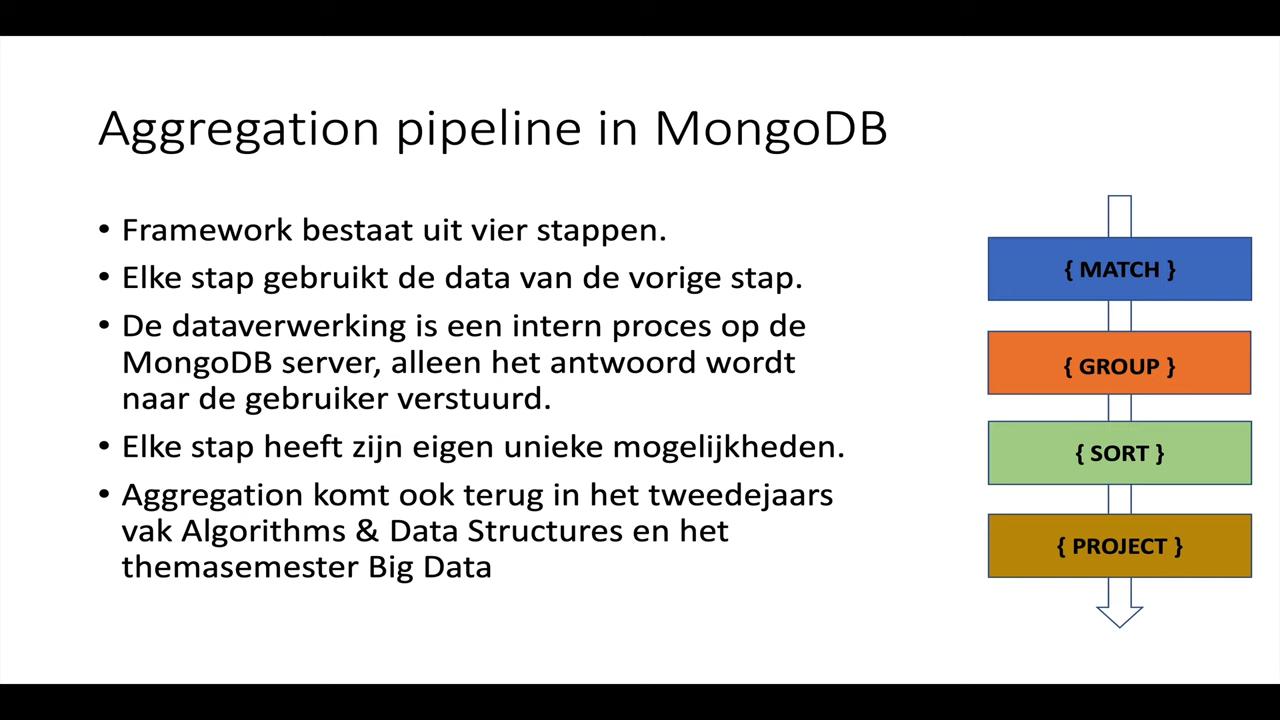 Aggregation pipeline in MongoDB
• Framework bestaat uit vier stappen.
• Elke stap gebruikt de data van de vorige stap.
• De dataverwerking is een intern proces op de
MongoDB server, alleen het antwoord wordt
naar de gebruiker verstuurd.
• Elke stap heeft zijn eigen unieke mogelijkheden.
• Aggregation komt ook terug in het tweedejaars
vak Algorithms & Data Structures en het
themasemester Big Data
{ MATCH }
{ GROUP }
{ SORT }
{ PROJECT }